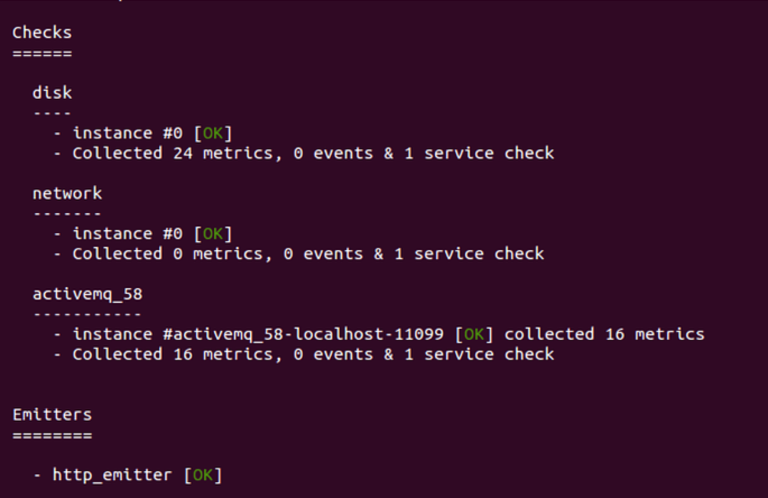 Checks
======
disk
----
- instance #0 [OK]
- Collected 24 metrics, 0 events & 1 service check
network
-------
- instance #0 [OK]
- Collected 0 metrics, 0 events & 1 service check
activemq_58
-----------
- instance #activemq_58-localhost-11099 [OK] collected 16 metrics
- Collected 16 metrics, 0 events & 1 service check
Emitters
========
- http_emitter [OK]